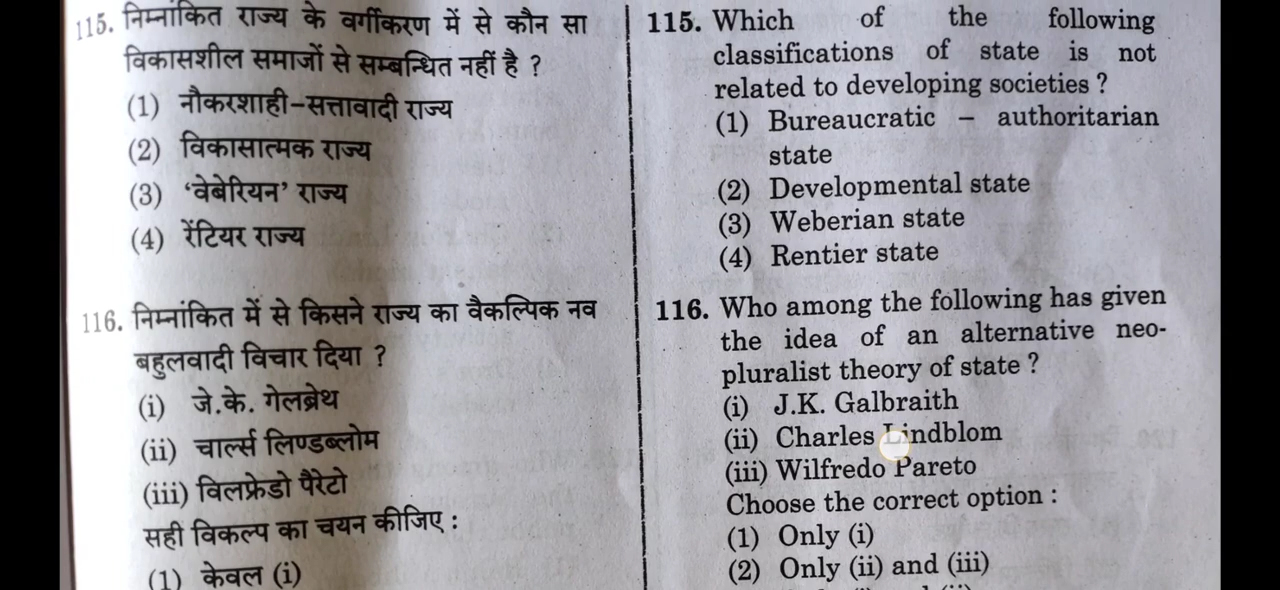 115. निम्नांकित राज्य के वर्गीकरण में से कौन सा
विकासशील समाजों से सम्बन्धित नहीं है ?
(1) नौकरशाही-सत्तावादी राज्य
(2) विकासात्मक राज्य
(3) ‘वेबेरियन’ राज्य
(4) रेंटियर राज्य
116. निम्नांकित में से किसने राज्य का वैकल्पिक नव
बहुलवादी विचार दिया ?
(i) जे.के. गेलब्रेथ
(ii) चार्ल्स लिण्डब्लोम
(iii) विलफ्रेडो पैरेटो
सही विकल्प का चयन कीजिए :
(1) केवल (i)
115. Which of the following
classifications of state is not
related to developing societies ?
(1) Bureaucratic – authoritarian
state
(2) Developmental state
(3) Weberian state
(4) Rentier state
116. Who among the following has given
the idea of an alternative neo-
pluralist theory of state ?
(i) J.K. Galbraith
(ii) Charles Lindblom
(iii) Wilfredo Pareto
Choose the correct option :
(1) Only (i)
(2) Only (ii) and (iii)